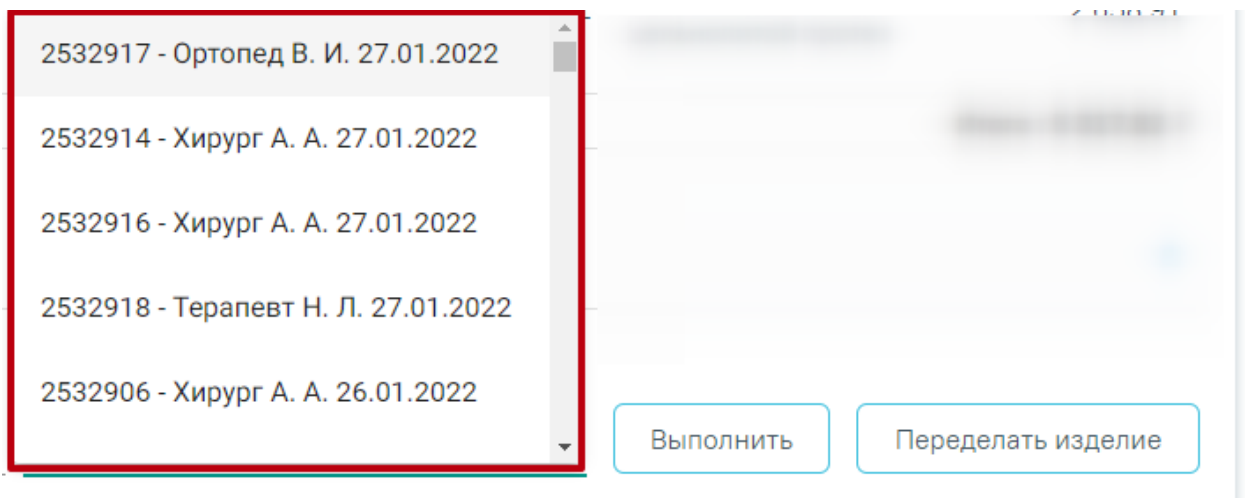 2532917 - Ортопед В. И. 27.01.2022
2532914 - Хирург А. А. 27.01.2022
2532916 - Хирург А. А. 27.01.2022
2532918 - Терапевт Н. Л. 27.01.2022
2532906 - Хирург А. А. 26.01.2022
Выполнить
Переделать изделие